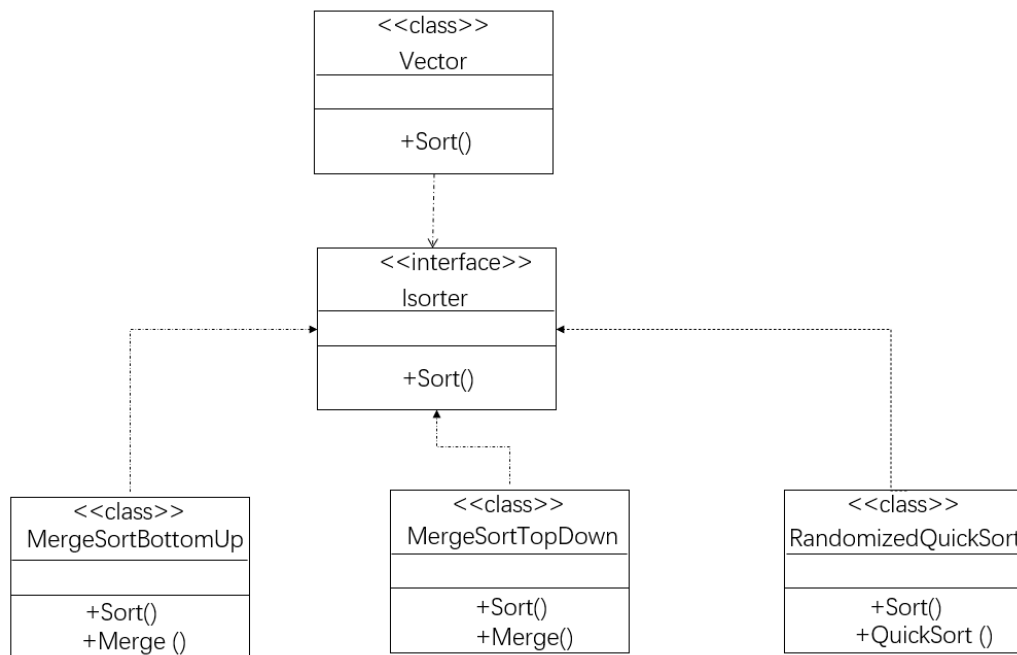 <<class>>
Vector
+Sort()
<<interface>>
Isorter
+Sort()
<<class>>
MergeSortBottomUp
+Sort()
+Merge ()
<<class>>
MergeSortTopDown
+Sort()
+Merge()
<<class>>
RandomizedQuickSort
+Sort()
+QuickSort ()